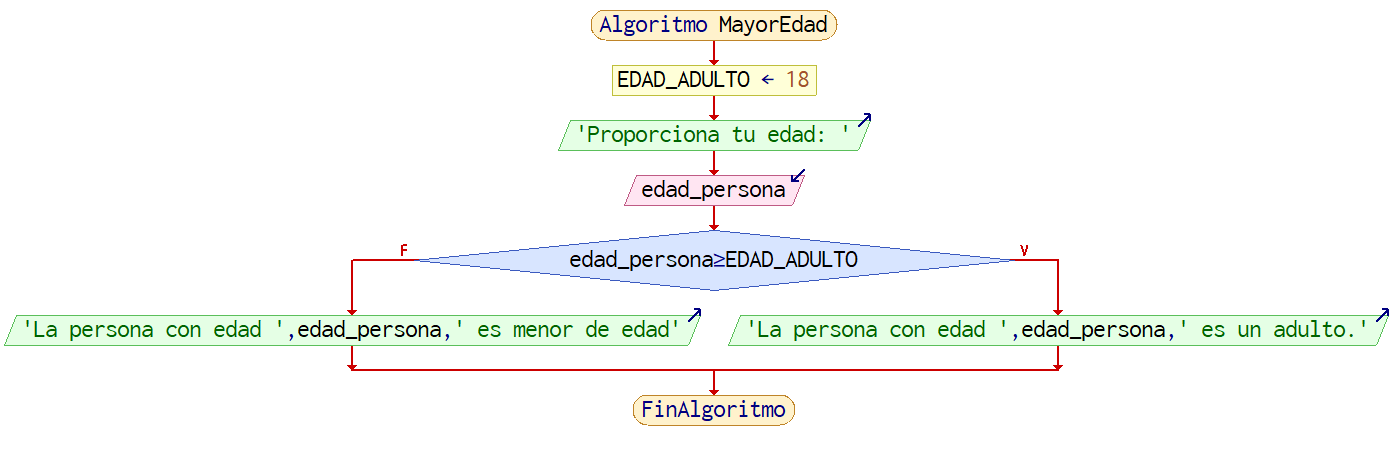 Algoritmo MayorEdad
EDAD_ADULTO ← 18
'Proporciona tu edad: '
edad_persona
F
edad_persona≥EDAD_ADULTO
V
'La persona con edad ',edad_persona,' es menor de edad'
'La persona con edad ',edad_persona,' es un adulto.'
FinAlgoritmo